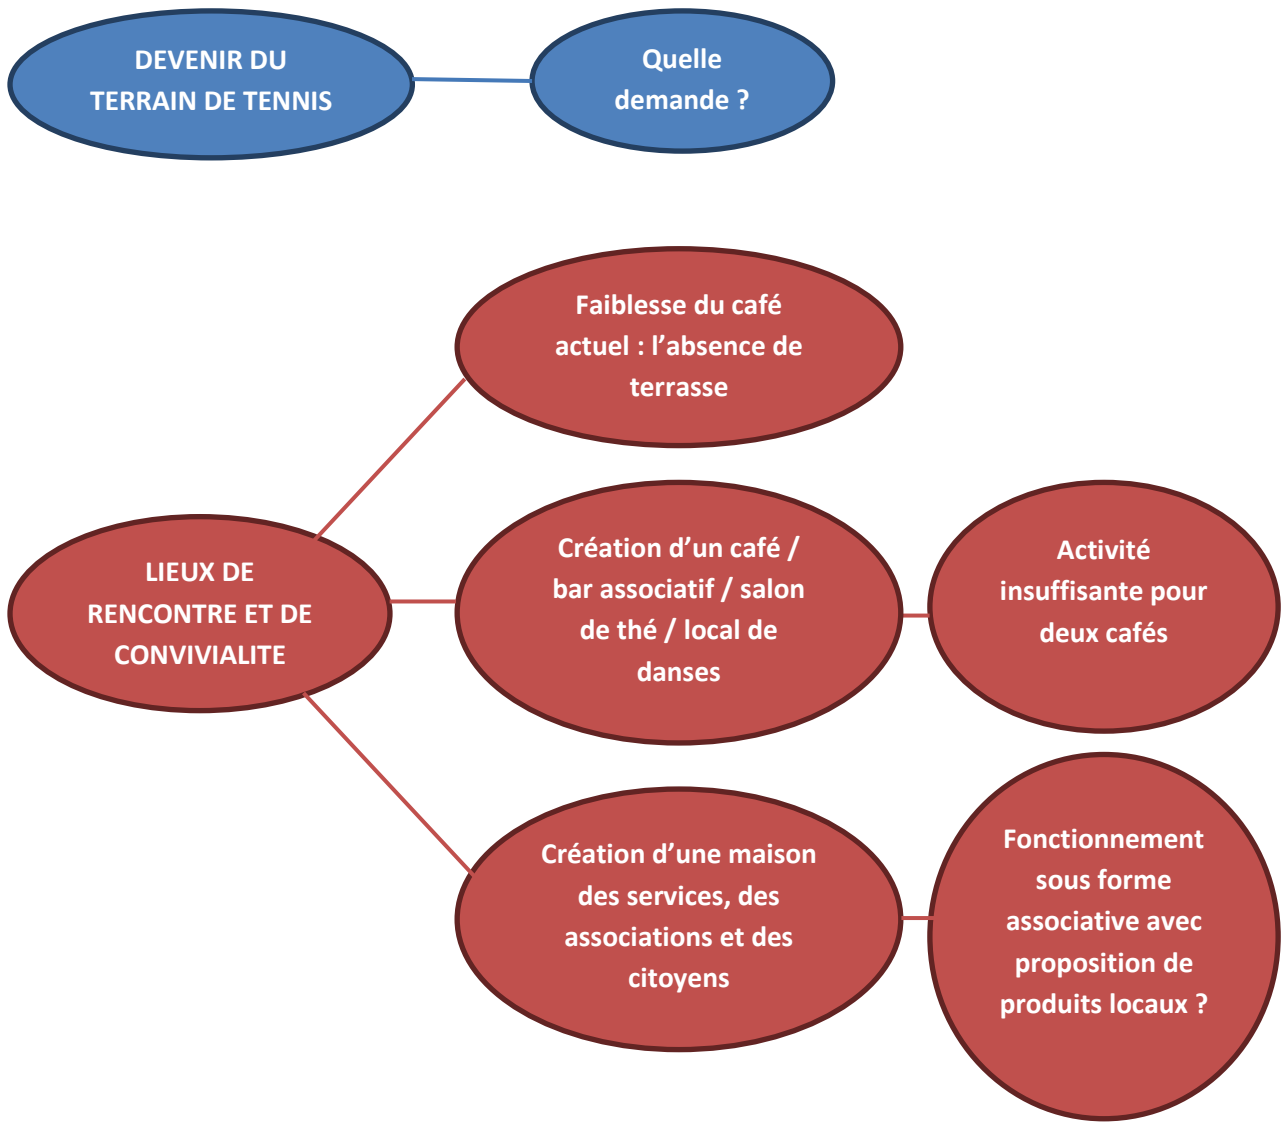 DEVENIR DU
TERRAIN DE TENNIS
Quelle
demande ?
Faiblesse du café
actuel : l’absence de
terrasse
LIEUX DE
RENCONTRE ET DE
CONVIVIALITE
Création d’un café /
bar associatif / salon
de thé / local de
danses
Activité
insuffisante pour
deux cafés
Création d’une maison
des services, des
associations et des
citoyens
Fonctionnement
sous forme
associative avec
proposition de
produits locaux ?